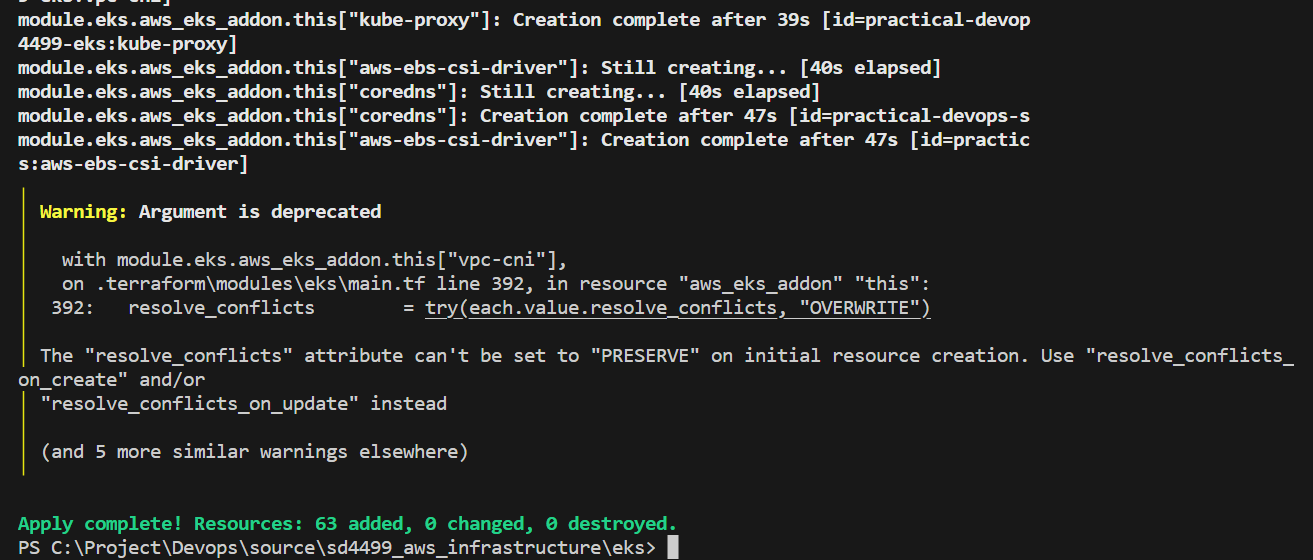 module.eks.aws_eks_addon.this["kube-proxy"]: Creation complete after 39s [id=practical-devop
4499-eks:kube-proxy]
module.eks.aws_eks_addon.this["aws-ebs-csi-driver"]: Still creating... [40s elapsed]
module.eks.aws_eks_addon.this["coredns"]: Still creating... [40s elapsed]
module.eks.aws_eks_addon.this["coredns"]: Creation complete after 47s [id=practical-devops-s
module.eks.aws_eks_addon.this["aws-ebs-csi-driver"]: Creation complete after 47s [id=practic
s:aws-ebs-csi-driver]
Warning: Argument is deprecated
with module.eks.aws_eks_addon.this["vpc-cni"],
on .terraform\modules\eks\main.tf line 392, in resource "aws_eks_addon" "this":
392: resolve_conflicts = try(each.value.resolve_conflicts, "OVERWRITE")
The "resolve_conflicts" attribute can't be set to "PRESERVE" on initial resource creation. Use "resolve_conflicts_
on_create" and/or
"resolve_conflicts_on_update" instead
(and 5 more similar warnings elsewhere)
Apply complete! Resources: 63 added, 0 changed, 0 destroyed.
PS C:\Project\Devops\source\sd4499_aws_infrastructure\eks>